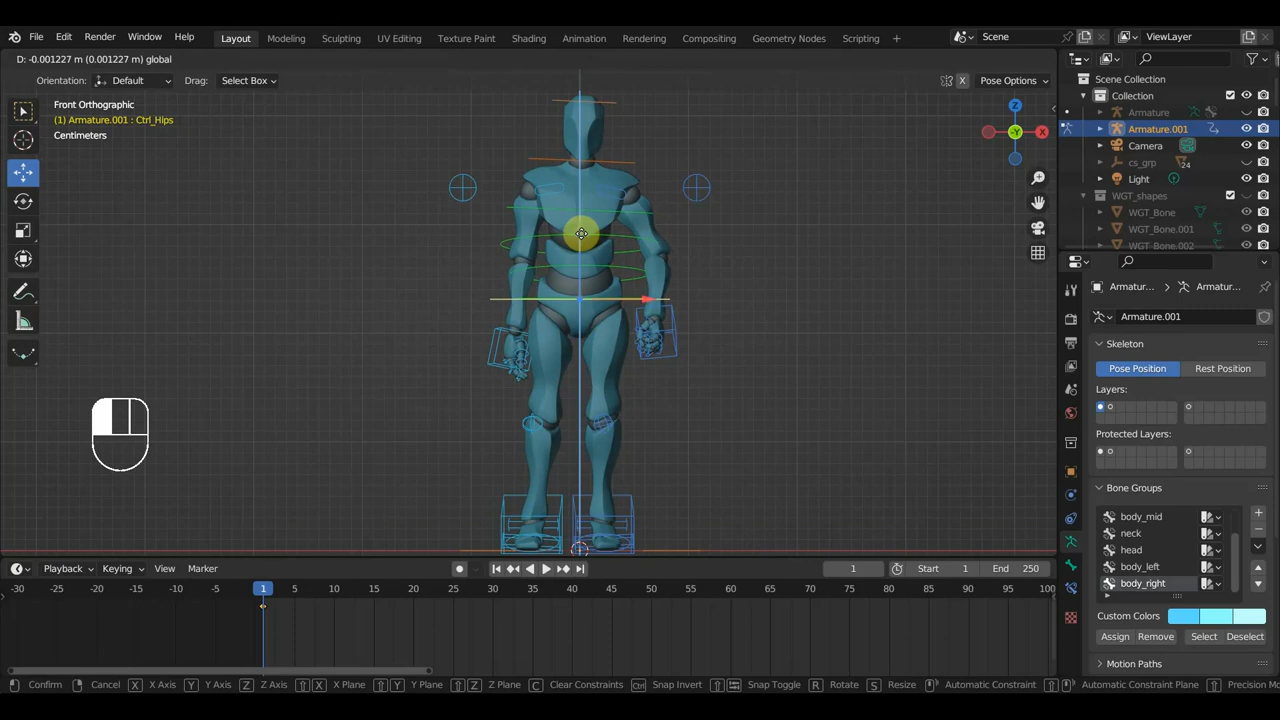 File Edit Render Window Help Layout Modeling Sculpting UV Editing Texture Paint Shading Animation Rendering Compositing Geometry Nodes Scripting + Scene ViewLayer
D: -0.001227 m (0.001227 m) global
Orientation: Default Drag: Select Box X Pose Options
Front Orthographic
(1) Armature.001 : Ctrl_Hips
Centimeters
Z
X
-Y
Scene Collection
Collection
Armature
Armature.001
Camera
cs_grp 24
Light
WGT_shapes
WGT_Bone
WGT_Bone.001
WGT_Bone.002
Armatur... Armatur...
Armature.001
Skeleton
Pose Position Rest Position
Layers:
Protected Layers:
Bone Groups
body_mid
neck
head
body_left
body_right
Custom Colors
Assign Remove Select Deselect
Motion Paths
Playback Keying View Marker 1 Start 1 End 250
-30 -25 -20 -15 -10 -5 1 5 10 15 20 25 30 35 40 45 50 55 60 65 70 75 80 85 90 95 100
Confirm Cancel X X Axis Y Y Axis Z Z Axis X X Plane Y Y Plane Z Z Plane C Clear Constraints Ctrl Snap Invert Snap Toggle R Rotate S Resize Automatic Constraint Automatic Constraint Plane Precision Mo